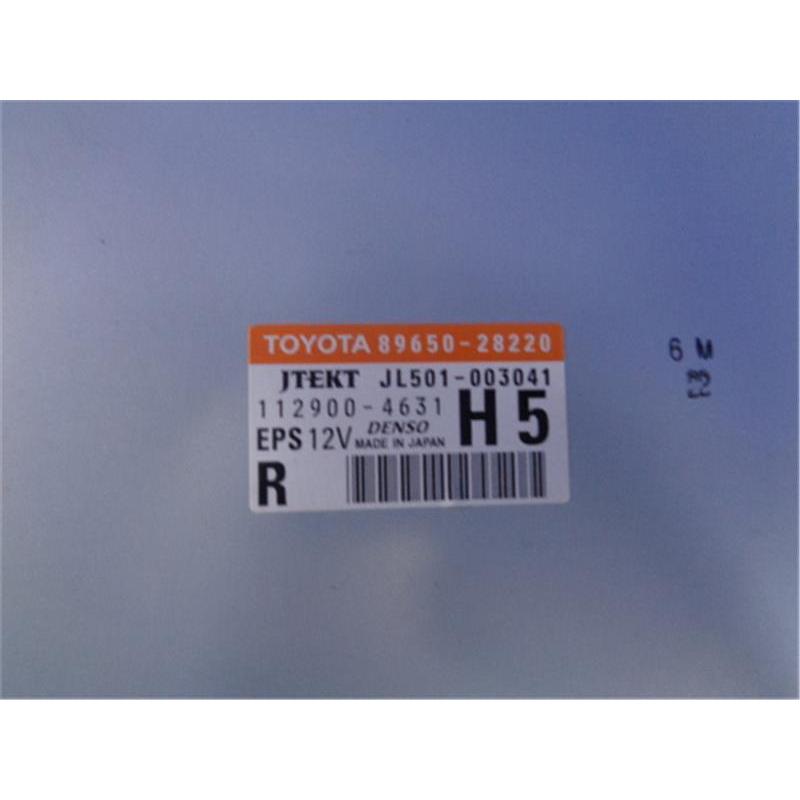 TOYOTA 89650-28220
JTEKT JL501-003041
112900-4631
H5
EPS 12V DENSO
MADE IN JAPAN
R
6 M